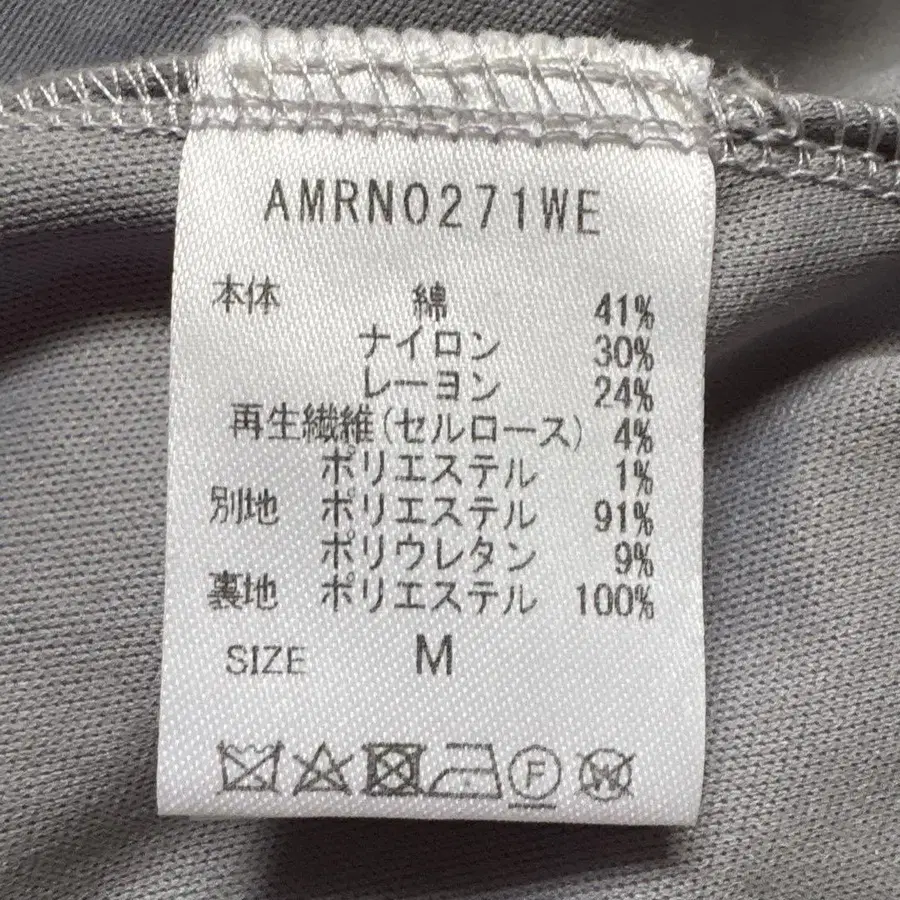 AMRN0271WE
本体 綿 41%
ナイロン 30%
レーヨン 24%
再生繊維(セルロース) 4%
ポリエステル 1%
別地 ポリエステル 91%
ポリウレタン 9%
裏地 ポリエステル 100%
SIZE M
F W